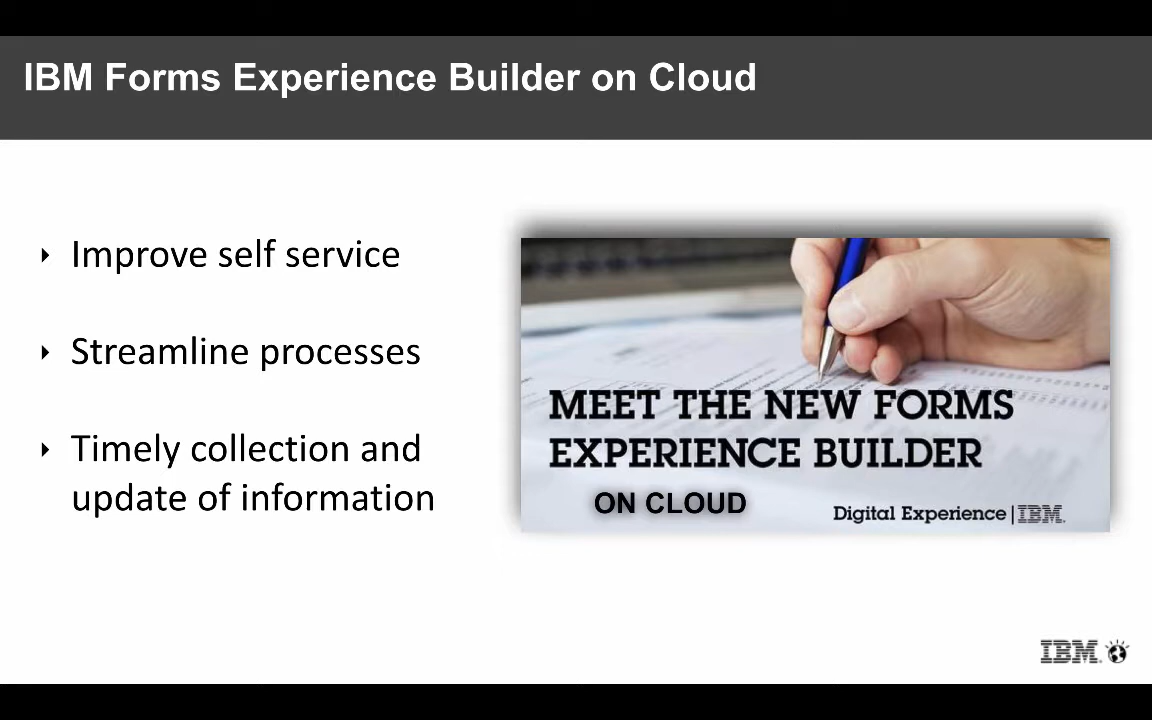 IBM Forms Experience Builder on Cloud
Improve self service
Streamline processes
Timely collection and
update of information
MEET THE NEW FORMS
EXPERIENCE BUILDER
ON CLOUD
Digital Experience | IBM.
IBM.